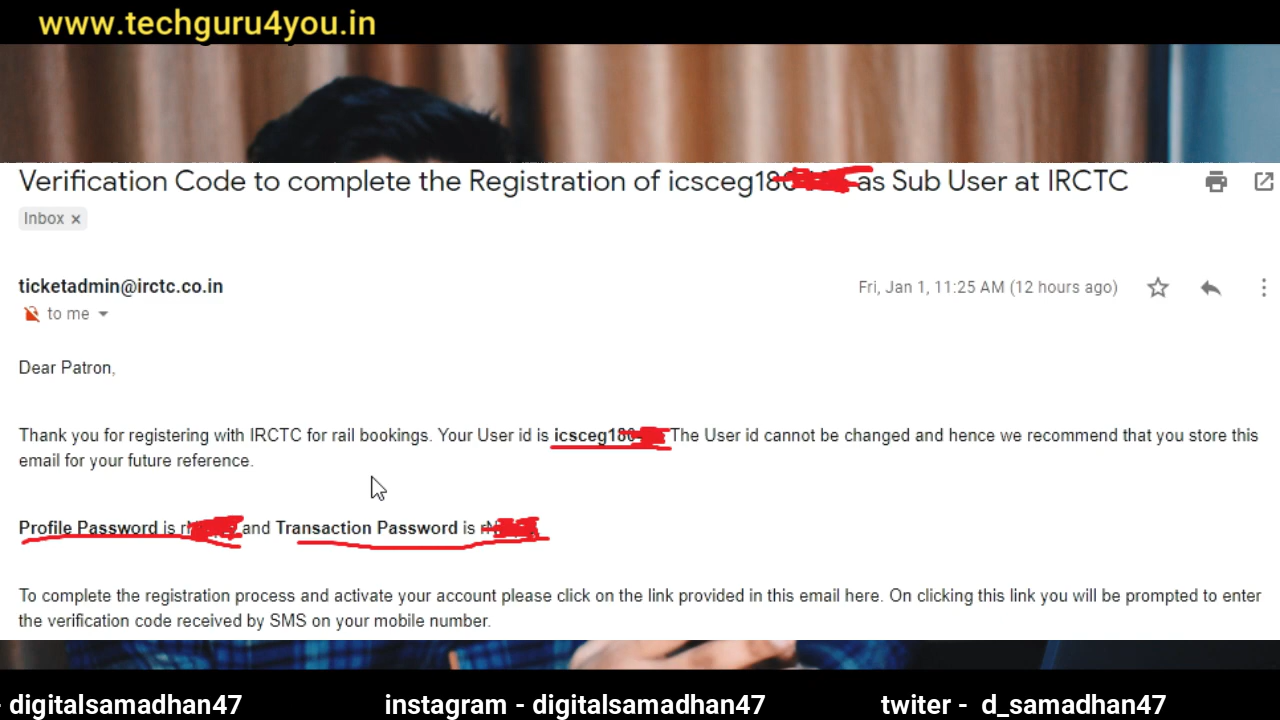 www.techguru4you.in
Verification Code to complete the Registration of icsceg18 as Sub User at IRCTC
Inbox ×
ticketadmin@irctc.co.in
Fri, Jan 1, 11:25 AM (12 hours ago)
to me
Dear Patron,
Thank you for registering with IRCTC for rail bookings. Your User id is icsceg18 The User id cannot be changed and hence we recommend that you store this
email for your future reference.
Profile Password is and Transaction Password is
To complete the registration process and activate your account please click on the link provided in this email here. On clicking this link you will be prompted to enter
the verification code received by SMS on your mobile number.
- digitalsamadhan47 instagram - digitalsamadhan47 twiter - d_samadhan47